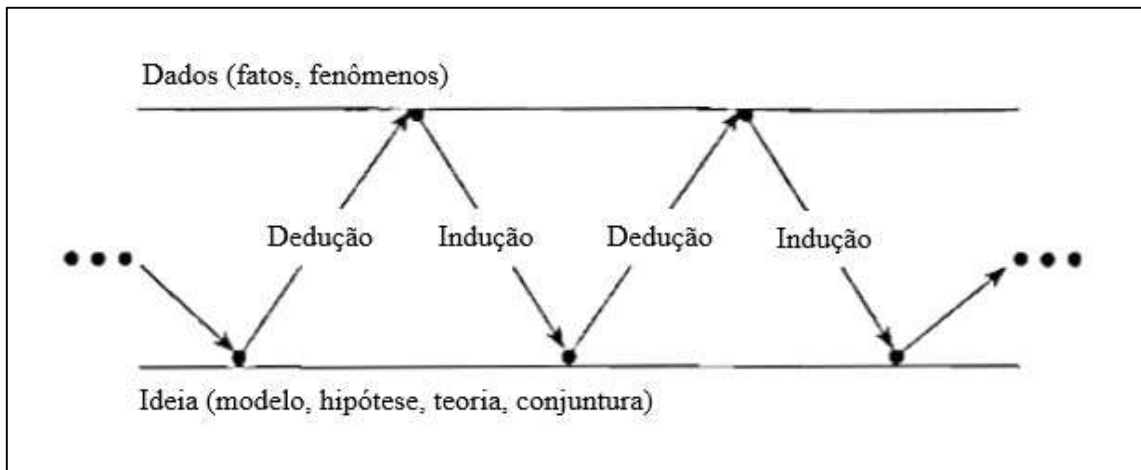 Dados (fatos, fenômenos)
Dedução Indução Dedução Indução
Ideia (modelo, hipótese, teoria, conjuntura)